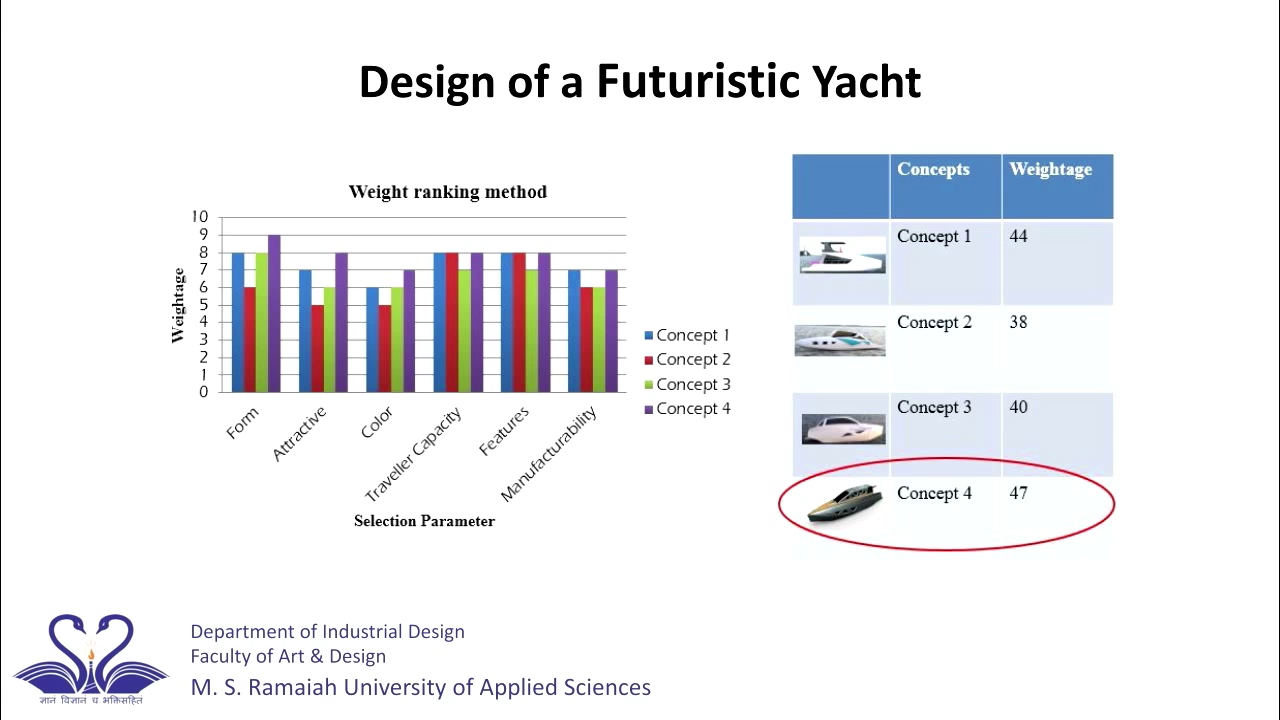 Design of a Futuristic Yacht
Weight ranking method
10
9
8
7
6
5
4
3
2
1
0
Weightage
Form
Attractive
Color
Traveller Capacity
Features
Manufacturability
Selection Parameter
Concept 1
Concept 2
Concept 3
Concept 4
Concepts Weightage
Concept 1 44
Concept 2 38
Concept 3 40
Concept 4 47
ज्ञानं विज्ञानं च भक्तिसहितं
Department of Industrial Design
Faculty of Art & Design
M. S. Ramaiah University of Applied Sciences